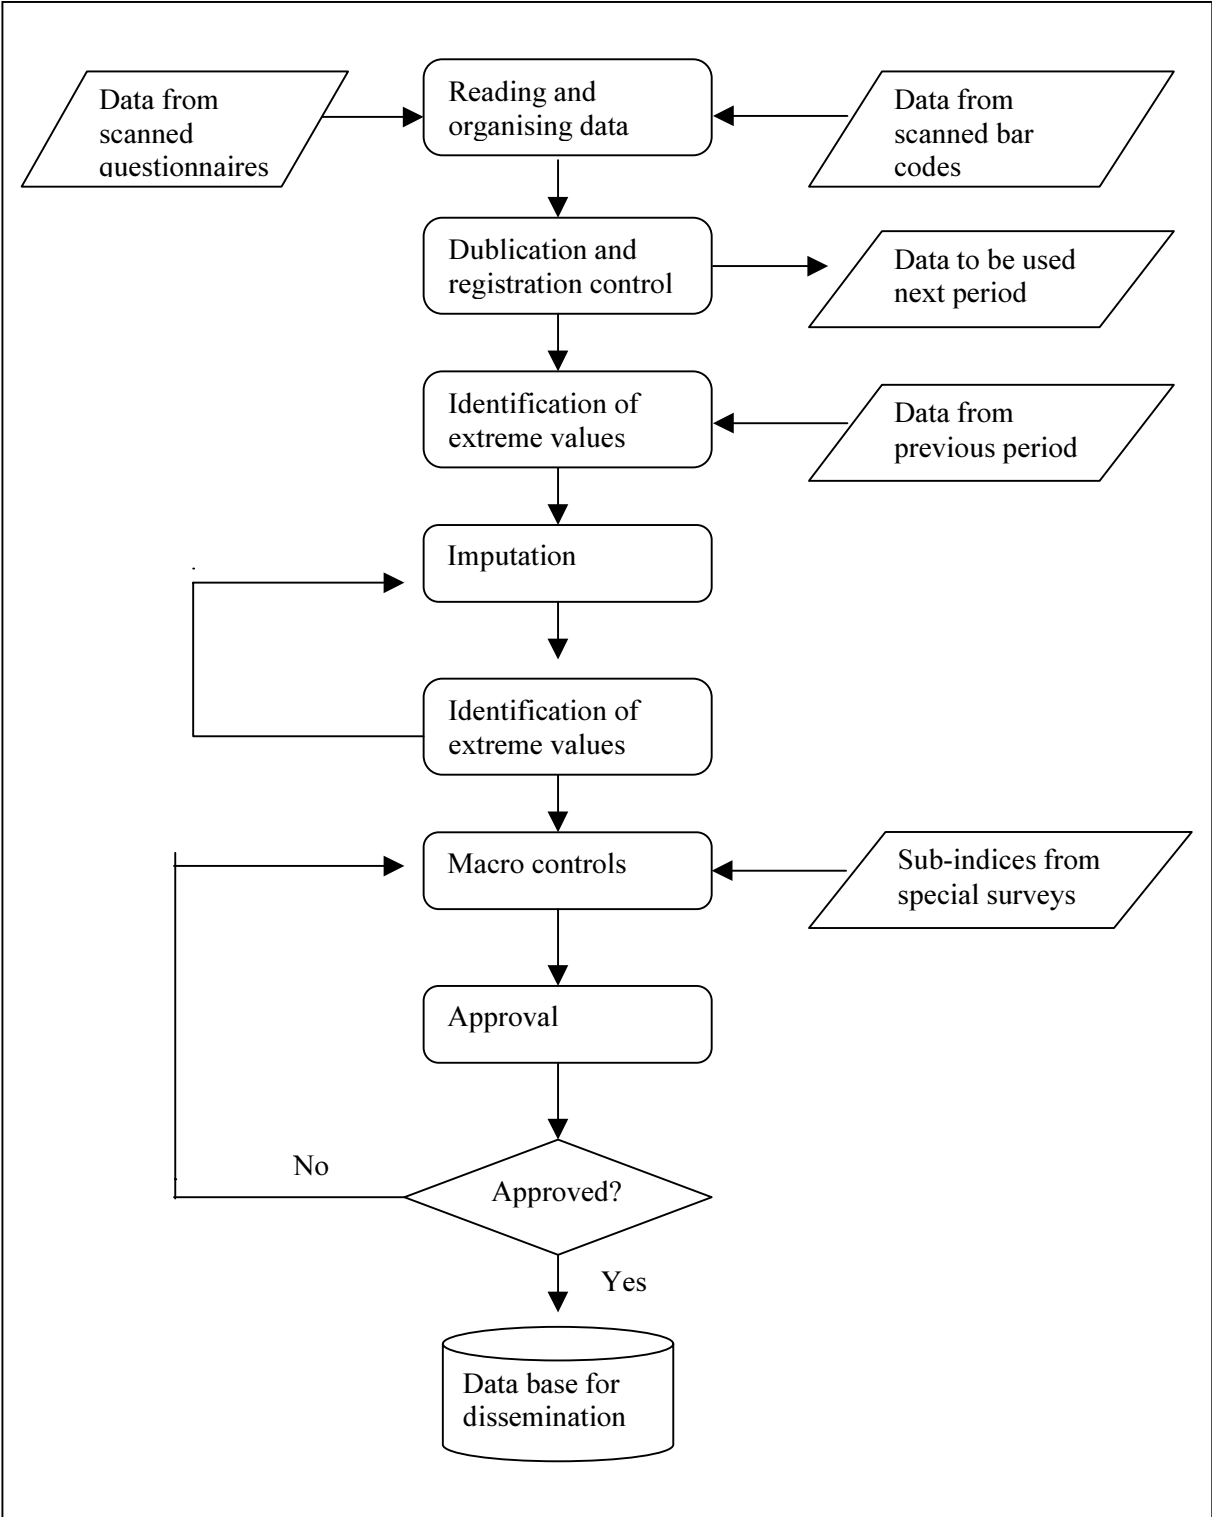 Data from
scanned
questionnaires
Reading and
organising data
Data from
scanned bar
codes
Dublication and
registration control
Data to be used
next period
Identification of
extreme values
Data from
previous period
Imputation
Identification of
extreme values
Macro controls
Sub-indices from
special surveys
Approval
No
Approved?
Yes
Data base for
dissemination